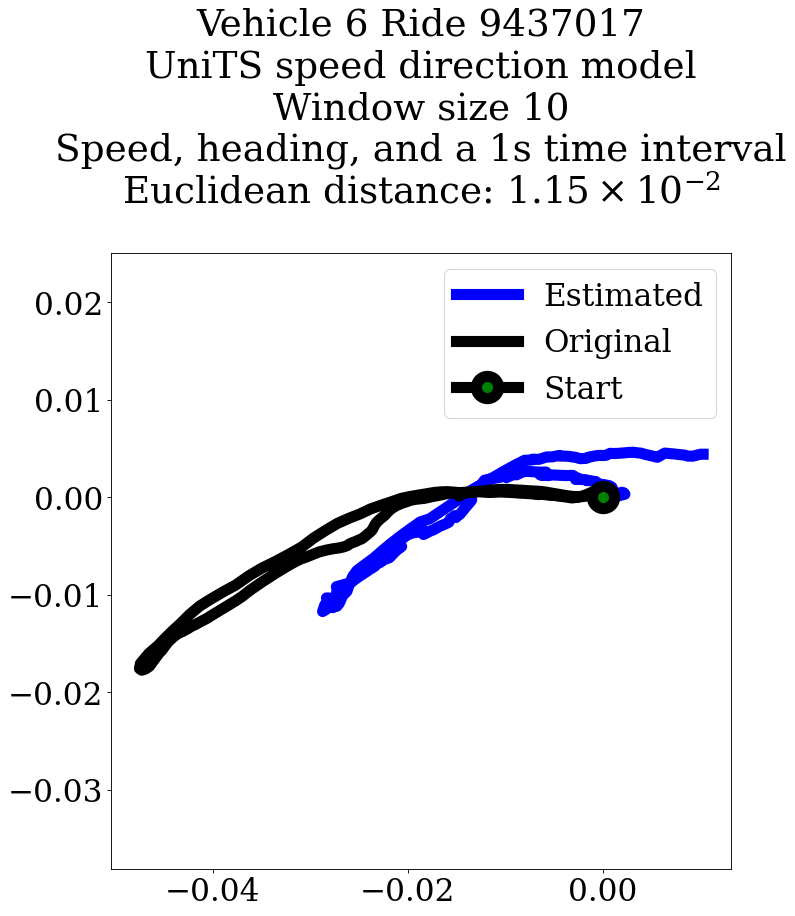 Vehicle 6 Ride 9437017
UniTS speed direction model
Window size 10
Speed, heading, and a 1s time interval
Euclidean distance: 1.15 × 10⁻²
Estimated
Original
Start
0.02
0.01
0.00
−0.01
−0.02
−0.03
−0.04
−0.02
0.00